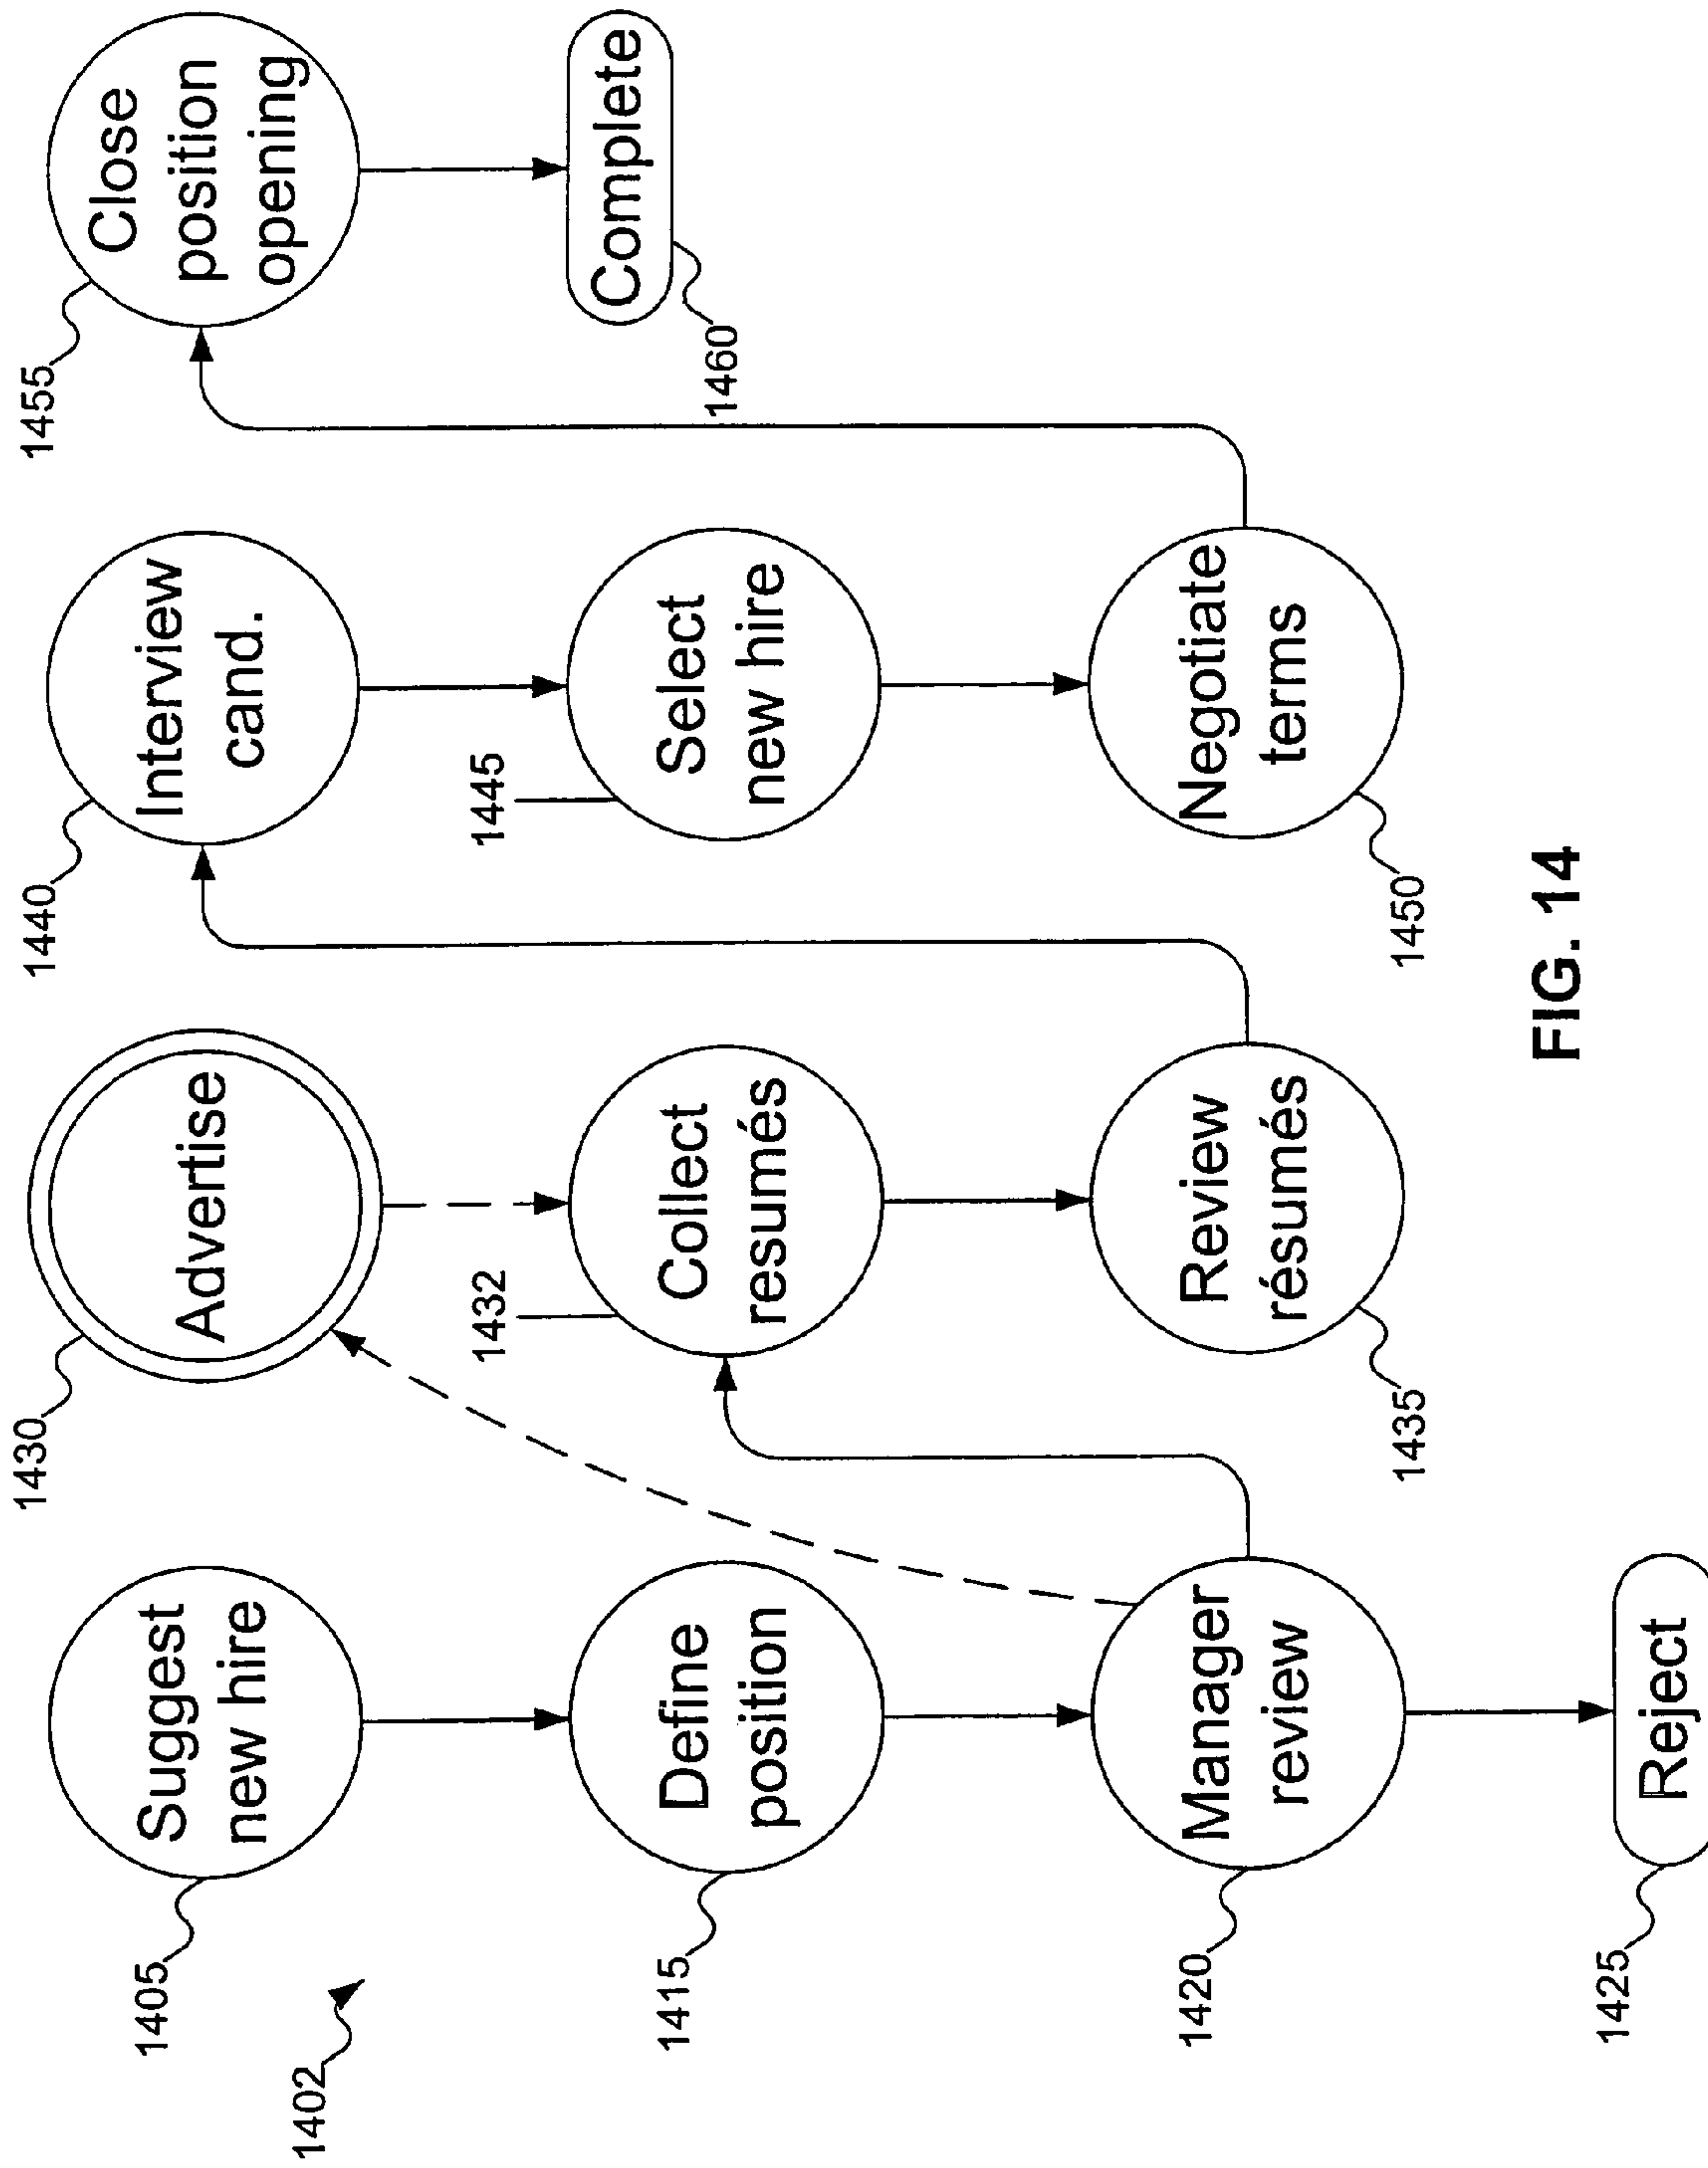 1402
1405
Suggest
new hire
1415
Define
position
1420
Manager
review
1425
Reject
1430
Advertise
1432
Collect
resumés
1435
Review
résumés
1440
Interview
cand.
1445
Select
new hire
1450
Negotiate
terms
1455
Close
position
opening
1460
Complete
FIG. 14